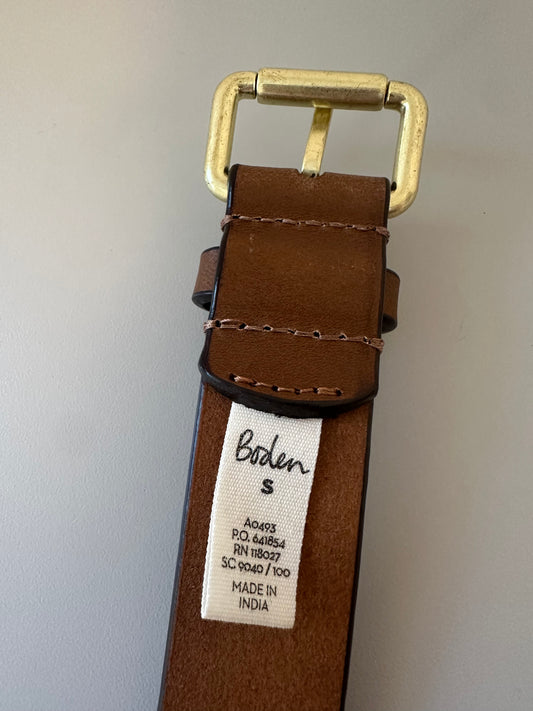 Boden
S
A0493
P.O. 641854
RN 118027
SC 9040 / 100
MADE IN
INDIA